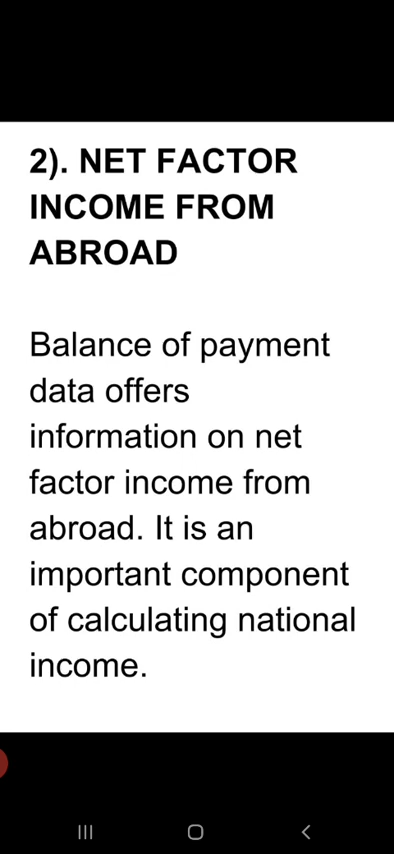 2). NET FACTOR
INCOME FROM
ABROAD
Balance of payment
data offers
information on net
factor income from
abroad. It is an
important component
of calculating national
income.